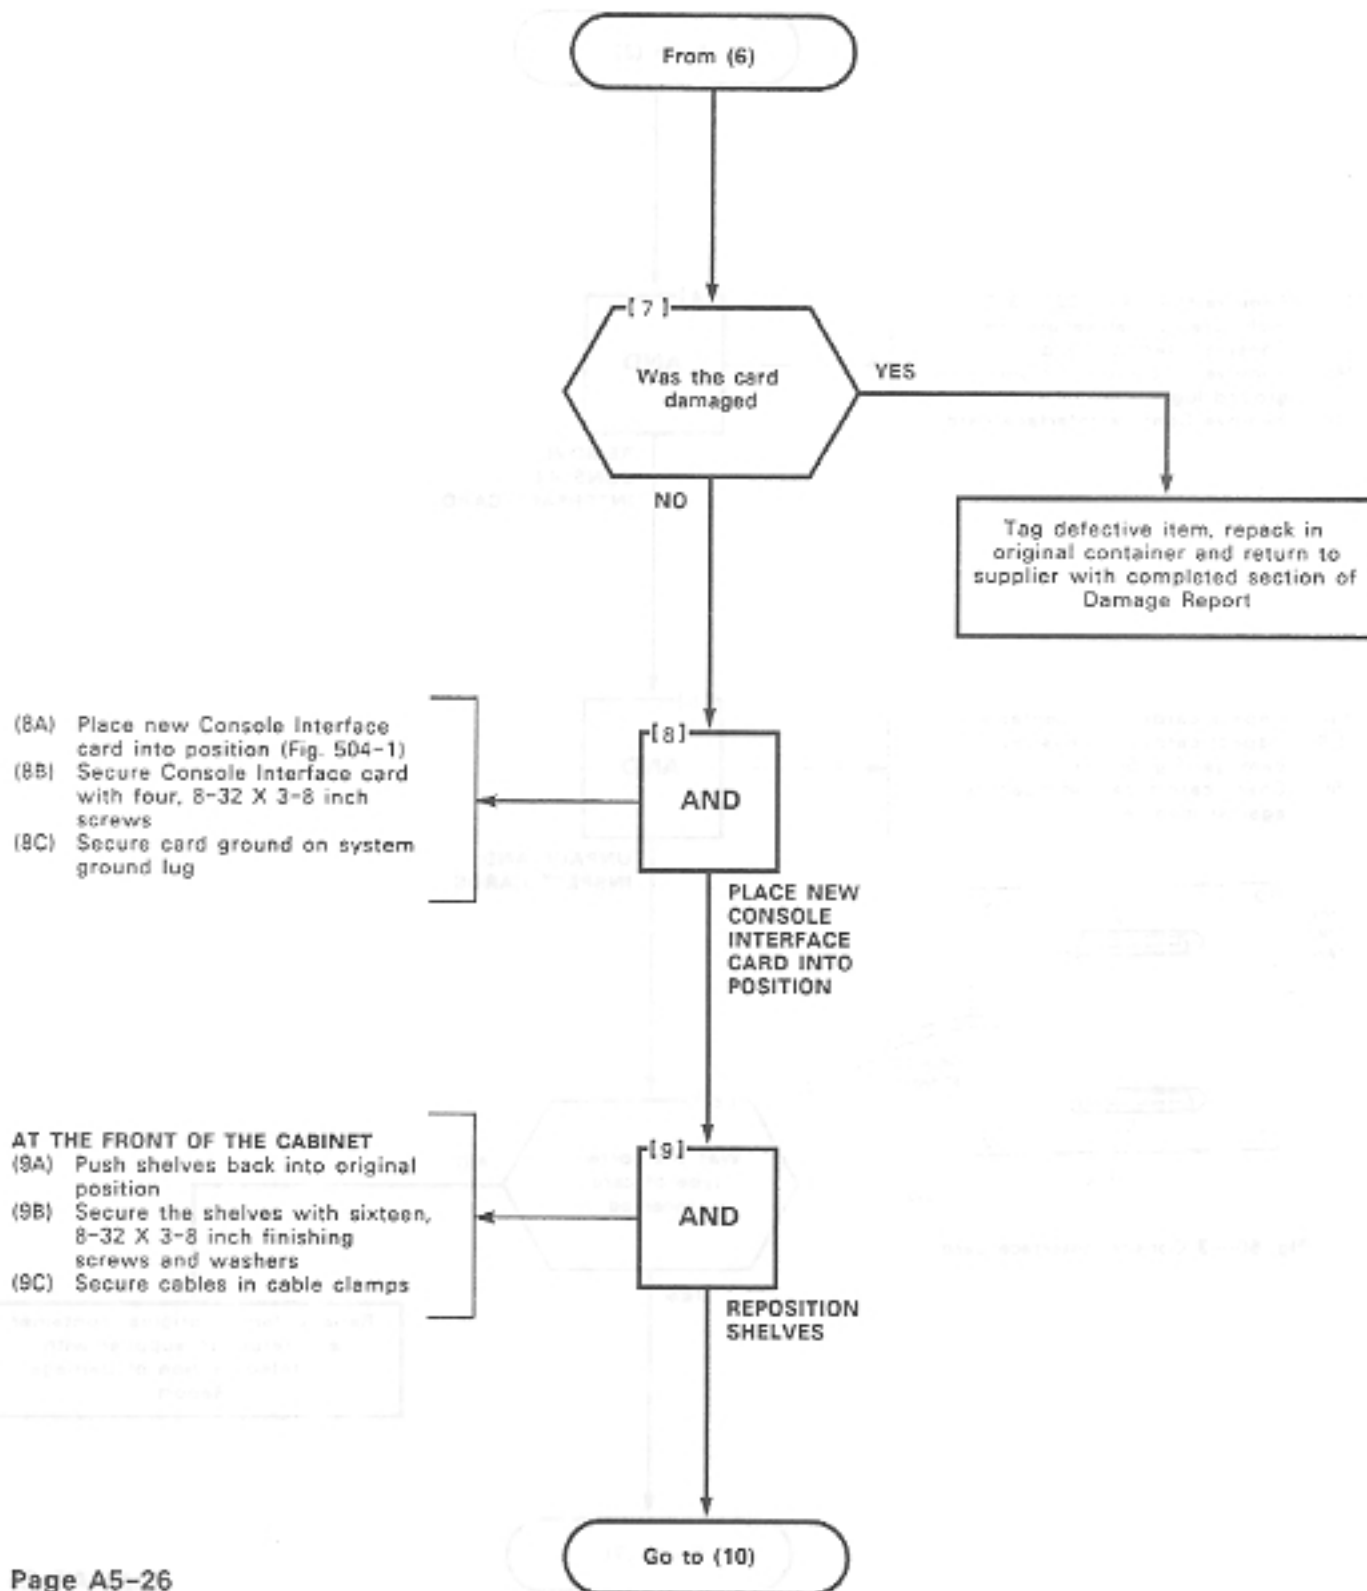 From (6)
[ 7 ]
Was the card
damaged
YES
NO
Tag defective item, repack in
original container and return to
supplier with completed section of
Damage Report
(8A) Place new Console Interface
card into position (Fig. 504-1)
(8B) Secure Console Interface card
with four, 8-32 X 3-8 inch
screws
(8C) Secure card ground on system
ground lug
[8]
AND
PLACE NEW
CONSOLE
INTERFACE
CARD INTO
POSITION
AT THE FRONT OF THE CABINET
(9A) Push shelves back into original
position
(9B) Secure the shelves with sixteen,
8-32 X 3-8 inch finishing
screws and washers
(9C) Secure cables in cable clamps
[9]
AND
REPOSITION
SHELVES
Go to (10)
Page A5-26